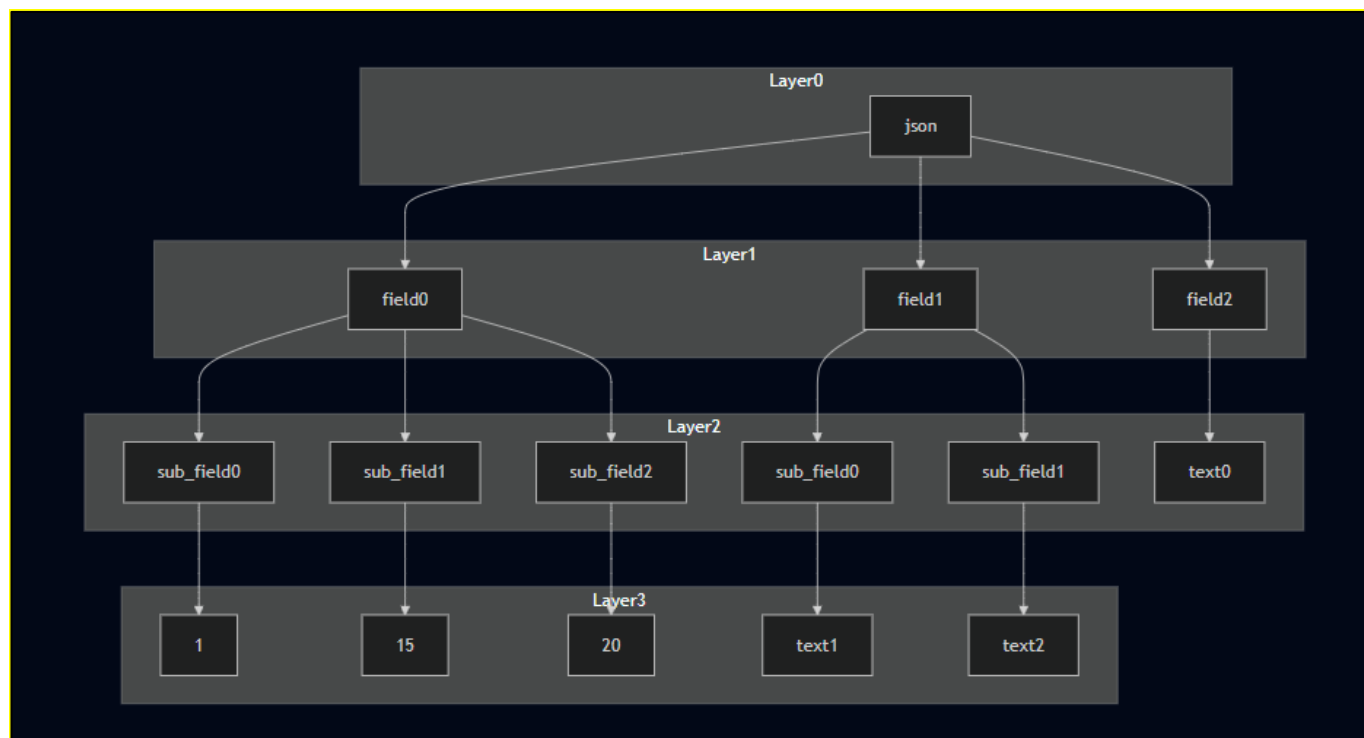 Layer0
json
Layer1
field0
field1
field2
Layer2
sub_field0
sub_field1
sub_field2
sub_field0
sub_field1
text0
Layer3
1
15
20
text1
text2